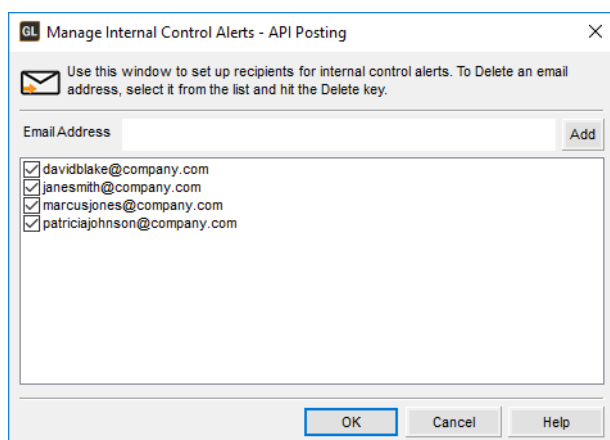 GL Manage Internal Control Alerts - API Posting
Use this window to set up recipients for internal control alerts. To Delete an email
address, select it from the list and hit the Delete key.
Email Address Add
davidblake@company.com
janesmith@company.com
marcusjones@company.com
patriciajohnson@company.com
OK Cancel Help